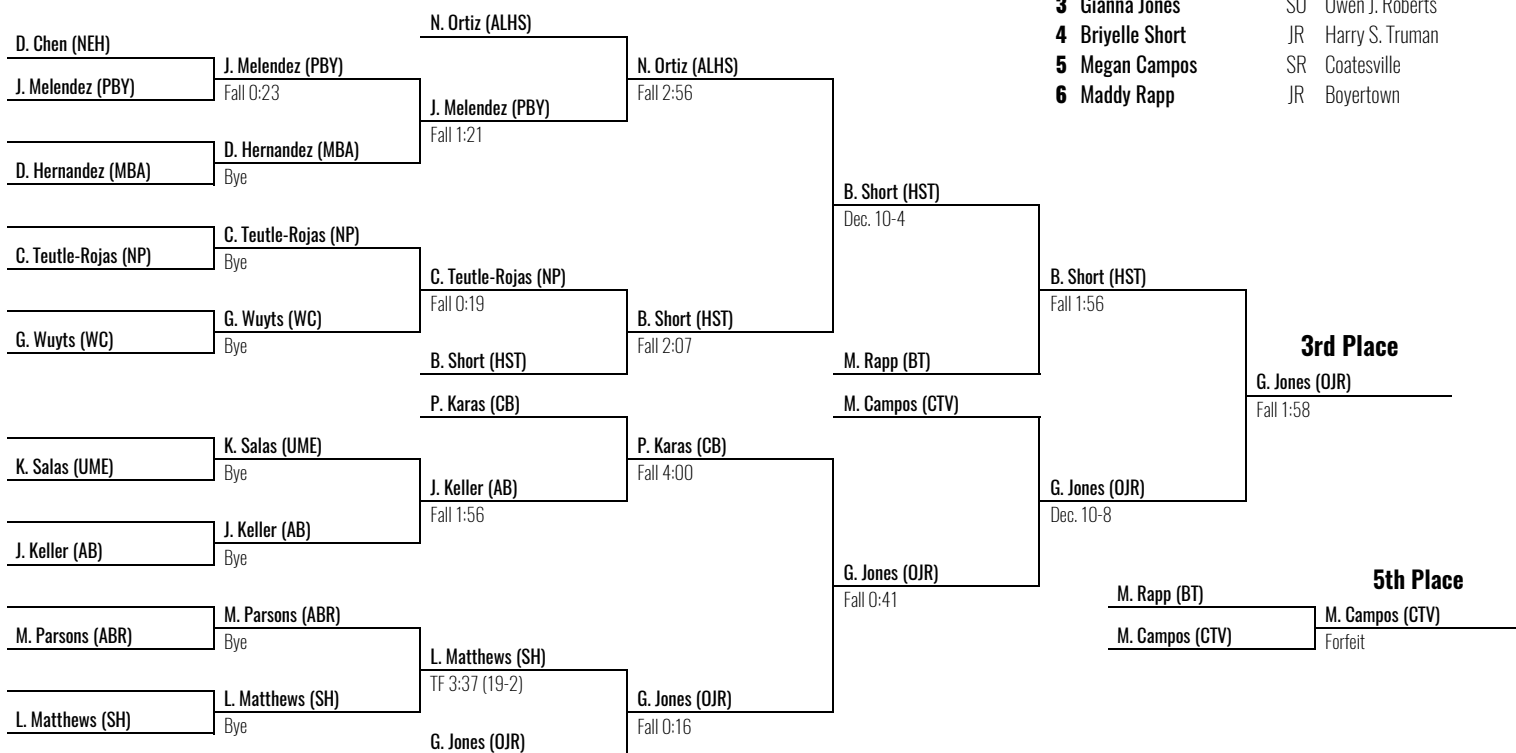 D. Chen (NEH)
J. Melendez (PBY)
D. Hernandez (MBA)
C. Teutle-Rojas (NP)
G. Wuyts (WC)
K. Salas (UME)
J. Keller (AB)
M. Parsons (ABR)
L. Matthews (SH)
J. Melendez (PBY)
Fall 0:23
D. Hernandez (MBA)
Bye
C. Teutle-Rojas (NP)
Bye
G. Wuyts (WC)
Bye
K. Salas (UME)
Bye
J. Keller (AB)
Bye
M. Parsons (ABR)
Bye
L. Matthews (SH)
Bye
N. Ortiz (ALHS)
J. Melendez (PBY)
Fall 1:21
C. Teutle-Rojas (NP)
Fall 0:19
B. Short (HST)
P. Karas (CB)
J. Keller (AB)
Fall 1:56
L. Matthews (SH)
TF 3:37 (19-2)
G. Jones (OJR)
N. Ortiz (ALHS)
Fall 2:56
B. Short (HST)
Fall 2:07
P. Karas (CB)
Fall 4:00
G. Jones (OJR)
Fall 0:16
B. Short (HST)
Dec. 10-4
M. Rapp (BT)
M. Campos (CTV)
G. Jones (OJR)
Fall 0:41
B. Short (HST)
Fall 1:56
G. Jones (OJR)
Dec. 10-8
3rd Place
G. Jones (OJR)
Fall 1:58
5th Place
M. Rapp (BT)
M. Campos (CTV)
M. Campos (CTV)
Forfeit
3 Gianna Jones SO Owen J. Roberts
4 Briyelle Short JR Harry S. Truman
5 Megan Campos SR Coatesville
6 Maddy Rapp JR Boyertown